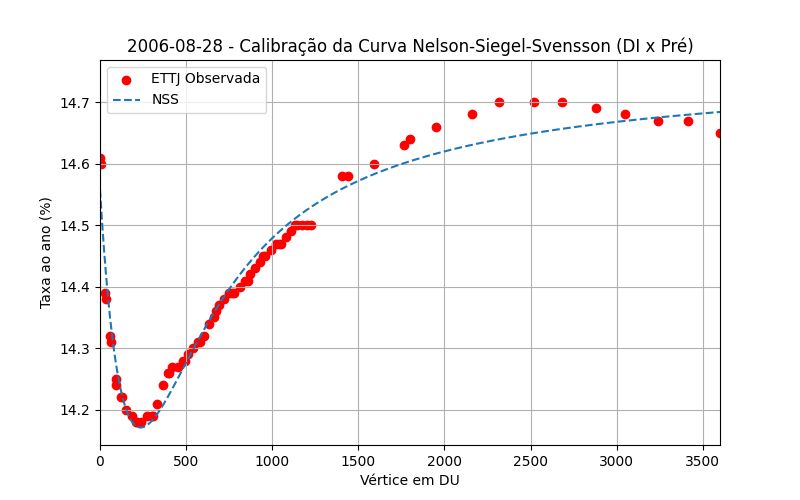 2006-08-28 - Calibração da Curva Nelson-Siegel-Svensson (DI x Pré)
ETTJ Observada
NSS
Taxa ao ano (%)
14.7
14.6
14.5
14.4
14.3
14.2
0 500 1000 1500 2000 2500 3000 3500
Vértice em DU